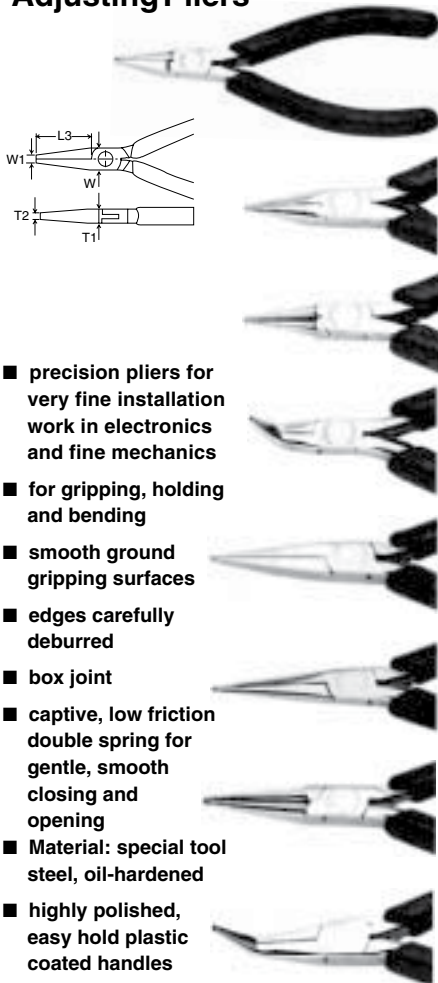 Adjusting Pliers
L3
W1
W
T2
T1
■ precision pliers for
very fine installation
work in electronics
and fine mechanics
■ for gripping, holding
and bending
■ smooth ground
gripping surfaces
■ edges carefully
deburred
■ box joint
■ captive, low friction
double spring for
gentle, smooth
closing and
opening
■ Material: special tool
steel, oil-hardened
■ highly polished,
easy hold plastic
coated handles